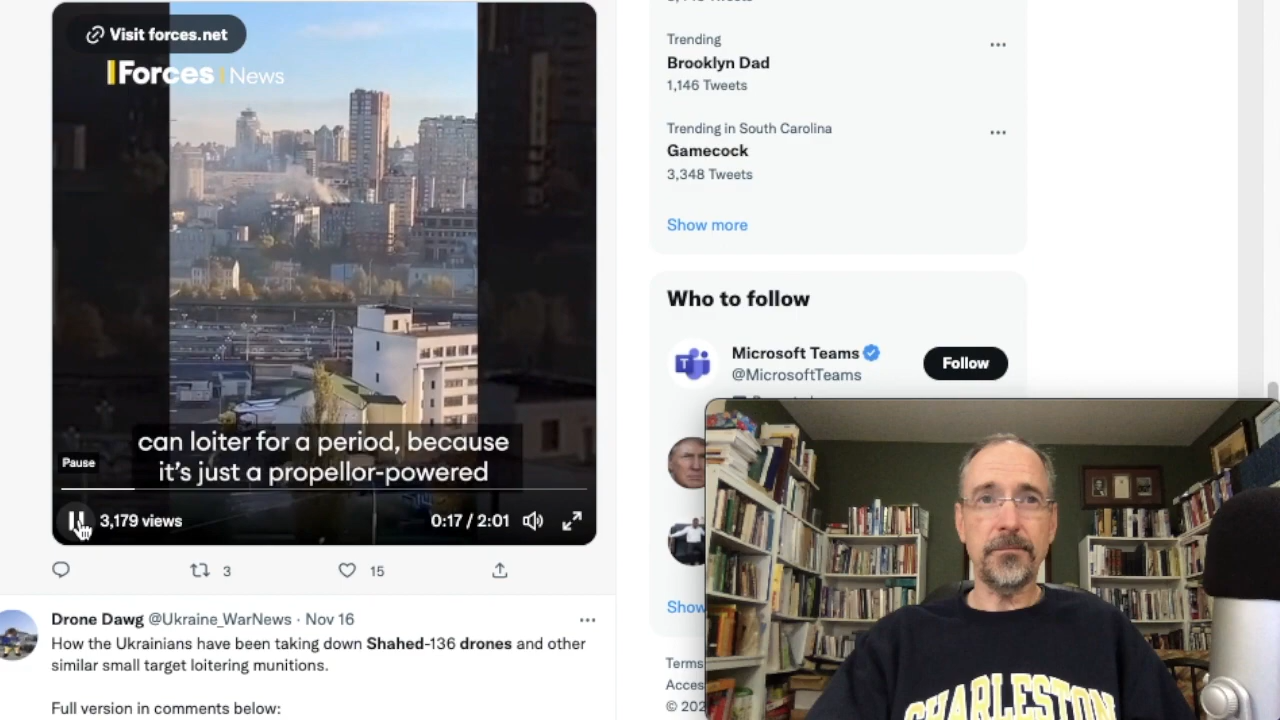 Visit forces.net
Forces News
can loiter for a period, because
it's just a propellor-powered
Pause
3,179 views
0:17 / 2:01
3
15
Drone Dawg @Ukraine_WarNews · Nov 16
How the Ukrainians have been taking down Shahed-136 drones and other
similar small target loitering munitions.
Full version in comments below:
Trending
Brooklyn Dad
1,146 Tweets
Trending in South Carolina
Gamecock
3,348 Tweets
Show more
Who to follow
Microsoft Teams
@MicrosoftTeams
Follow
Show
Terms
© 202
CHARLESTON